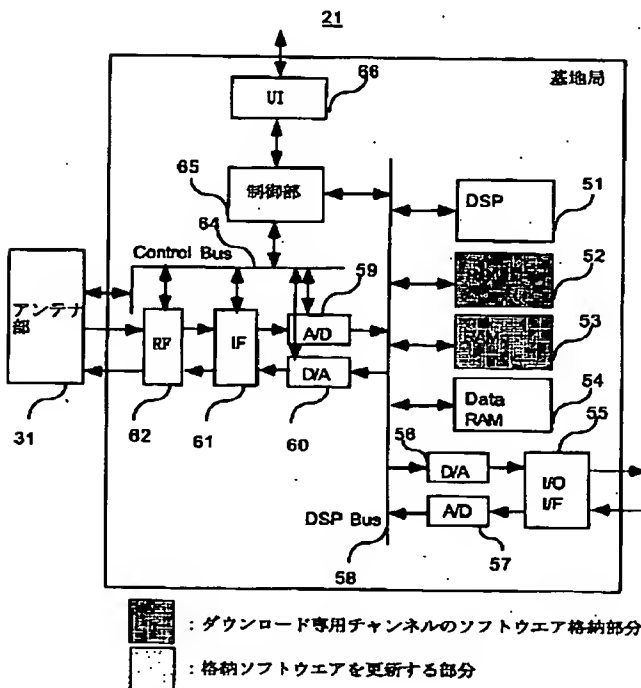 21
基地局
66
UI
65
制御部
64
Control Bus
59
アンテナ部
RF
IF
A/D
D/A
31
62
61
60
DSP
51
52
RAM
53
Data
RAM
54
55
56
D/A
I/O
I/F
A/D
57
DSP Bus
58
:ダウンロード専用チャンネルのソフトウエア格納部分
:格納ソフトウエアを更新する部分